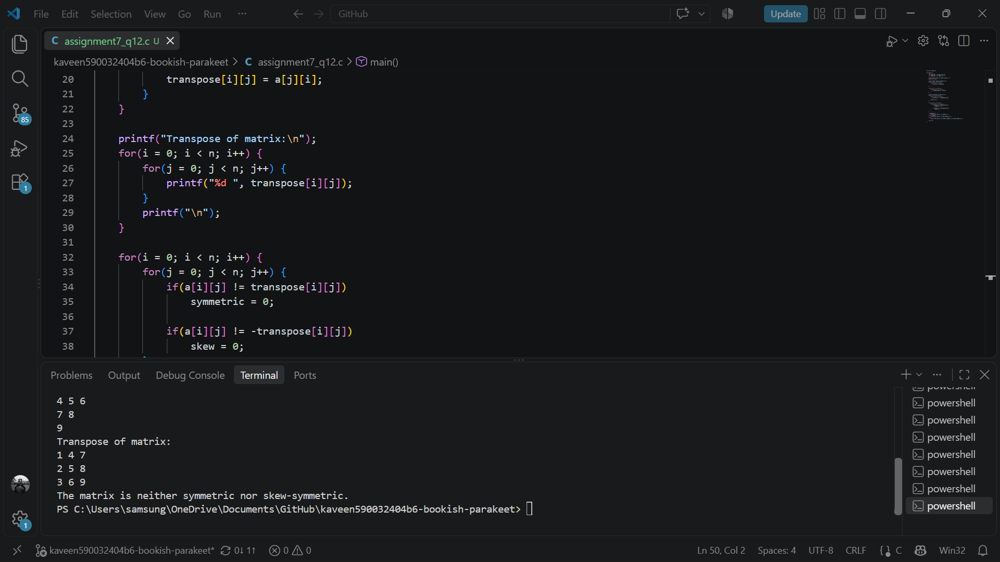 File Edit Selection View Go Run ... GitHub Update
C assignment7_q12.c U
kaveen590032404b6-bookish-parakeet > C assignment7_q12.c > main()
20 transpose[i][j] = a[j][i];
21 }
22 }
23
24 printf("Transpose of matrix:\n");
25 for(i = 0; i < n; i++) {
26 for(j = 0; j < n; j++) {
27 printf("%d ", transpose[i][j]);
28 }
29 printf("\n");
30 }
31
32 for(i = 0; i < n; i++) {
33 for(j = 0; j < n; j++) {
34 if(a[i][j] != transpose[i][j])
35 symmetric = 0;
36
37 if(a[i][j] != -transpose[i][j])
38 skew = 0;
85
1
Problems Output Debug Console Terminal Ports
4 5 6
7 8
9
Transpose of matrix:
1 4 7
2 5 8
3 6 9
The matrix is neither symmetric nor skew-symmetric.
PS C:\Users\samsung\OneDrive\Documents\GitHub\kaveen590032404b6-bookish-parakeet>
powershell
powershell
powershell
powershell
powershell
powershell
powershell
powershell
1
kaveen590032404b6-bookish-parakeet* 0↓ 1↑ 0 0 Ln 50, Col 2 Spaces: 4 UTF-8 CRLF { } C Win32